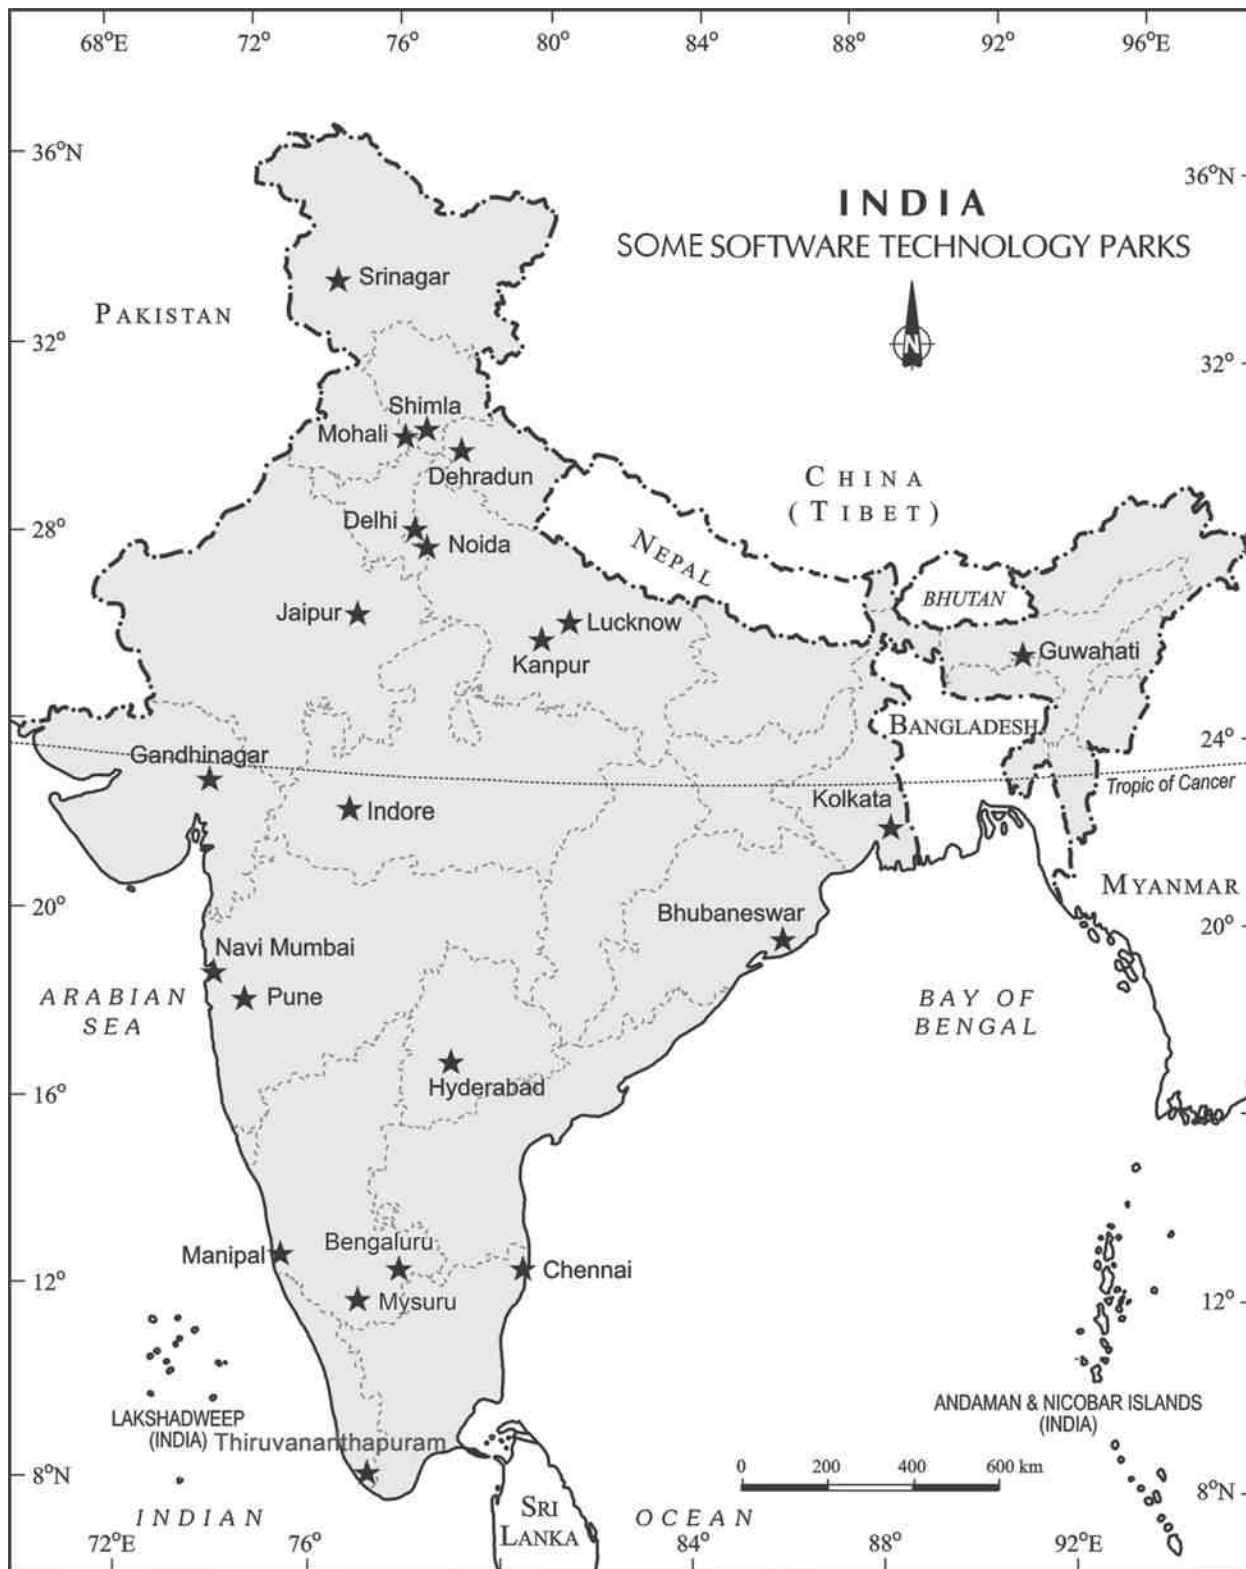 68°E 72° 76° 80° 84° 88° 92° 96°E
36°N
36°N
INDIA
SOME SOFTWARE TECHNOLOGY PARKS
Srinagar
PAKISTAN
N
32°
32°
Shimla
Mohali
Dehradun
CHINA
(TIBET)
Delhi
28°
Noida
NEPAL
BHUTAN
Jaipur
Lucknow
Kanpur
Guwahati
BANGLADESH
24°
Gandhinagar
Tropic of Cancer
Indore
Kolkata
MYANMAR
20°
Bhubaneswar
20°
Navi Mumbai
Pune
ARABIAN
SEA
BAY OF
BENGAL
Hyderabad
16°
Bengaluru
Manipal
Chennai
12°
Mysuru
12°
LAKSHADWEEP
(INDIA)
Thiruvananthapuram
ANDAMAN & NICOBAR ISLANDS
(INDIA)
0 200 400 600 km
8°N
8°N
INDIAN
OCEAN
SRI
LANKA
72°E 76° 84° 88° 92°E